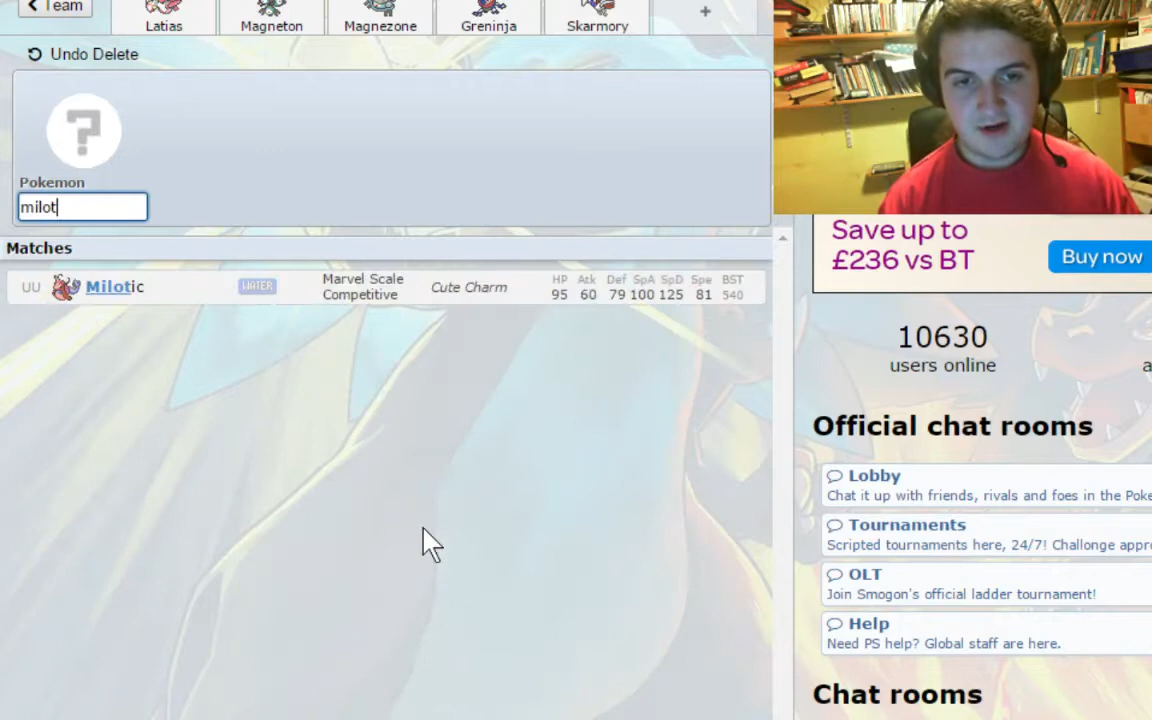 Team
Latias
Magneton
Magnezone
Greninja
Skarmory
+
Undo Delete
Pokemon
milot
Matches
UU Milotic WATER Marvel Scale Competitive Cute Charm HP 95 Atk 60 Def 79 SpA 100 SpD 125 Spe 81 BST 540
Save up to
£236 vs BT
Buy now
10630
users online
a
Official chat rooms
Lobby
Chat it up with friends, rivals and foes in the Poke
Tournaments
Scripted tournaments here, 24/7! Challonge appro
OLT
Join Smogon's official ladder tournament!
Help
Need PS help? Global staff are here.
Chat rooms